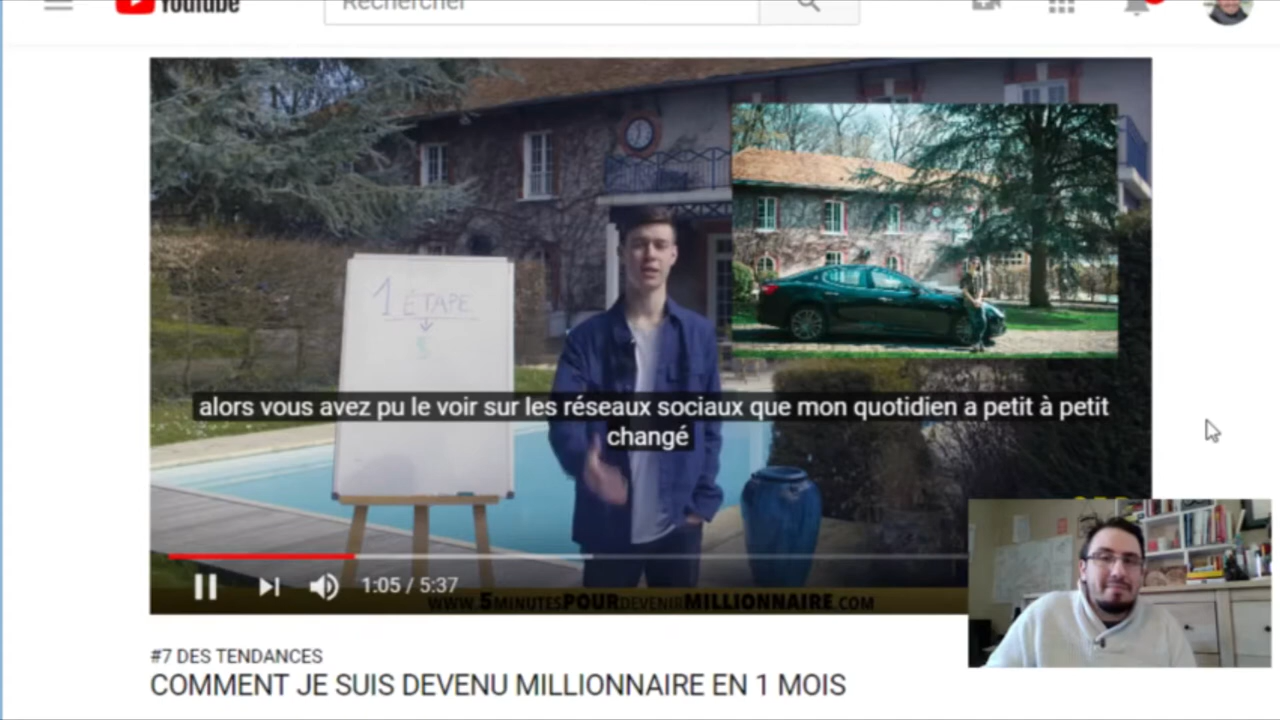 YouTube
Rechercher
1 ÉTAPE
$
alors vous avez pu le voir sur les réseaux sociaux que mon quotidien a petit à petit
changé
1:05 / 5:37
WWW.5MINUTESPOURDEVENIRMILLIONNAIRE.COM
#7 DES TENDANCES
COMMENT JE SUIS DEVENU MILLIONNAIRE EN 1 MOIS